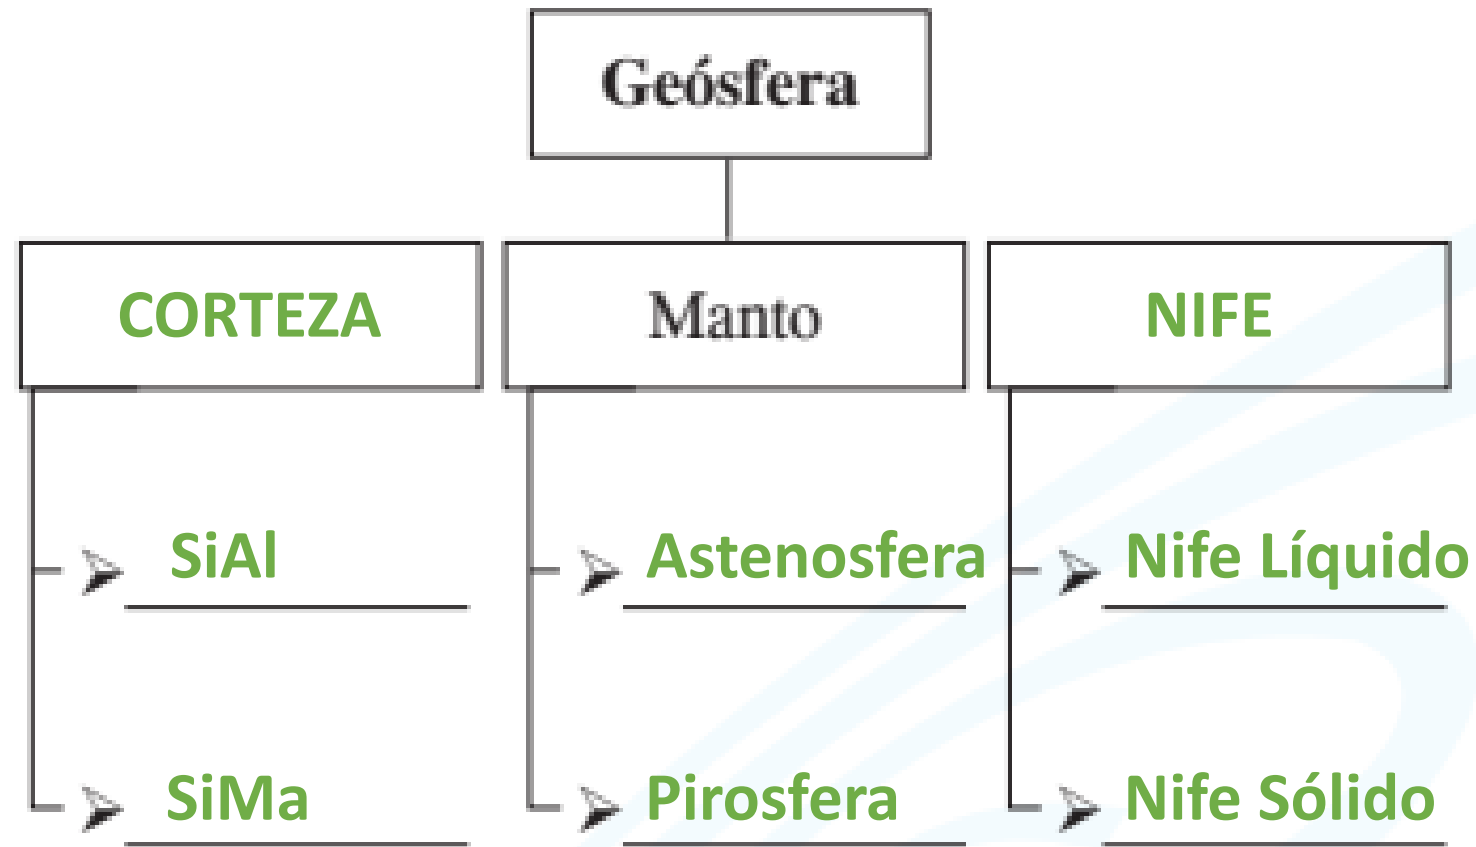 Geósfera
CORTEZA
Manto
NIFE
SiAl
Astenosfera
Nife Líquido
SiMa
Pirosfera
Nife Sólido